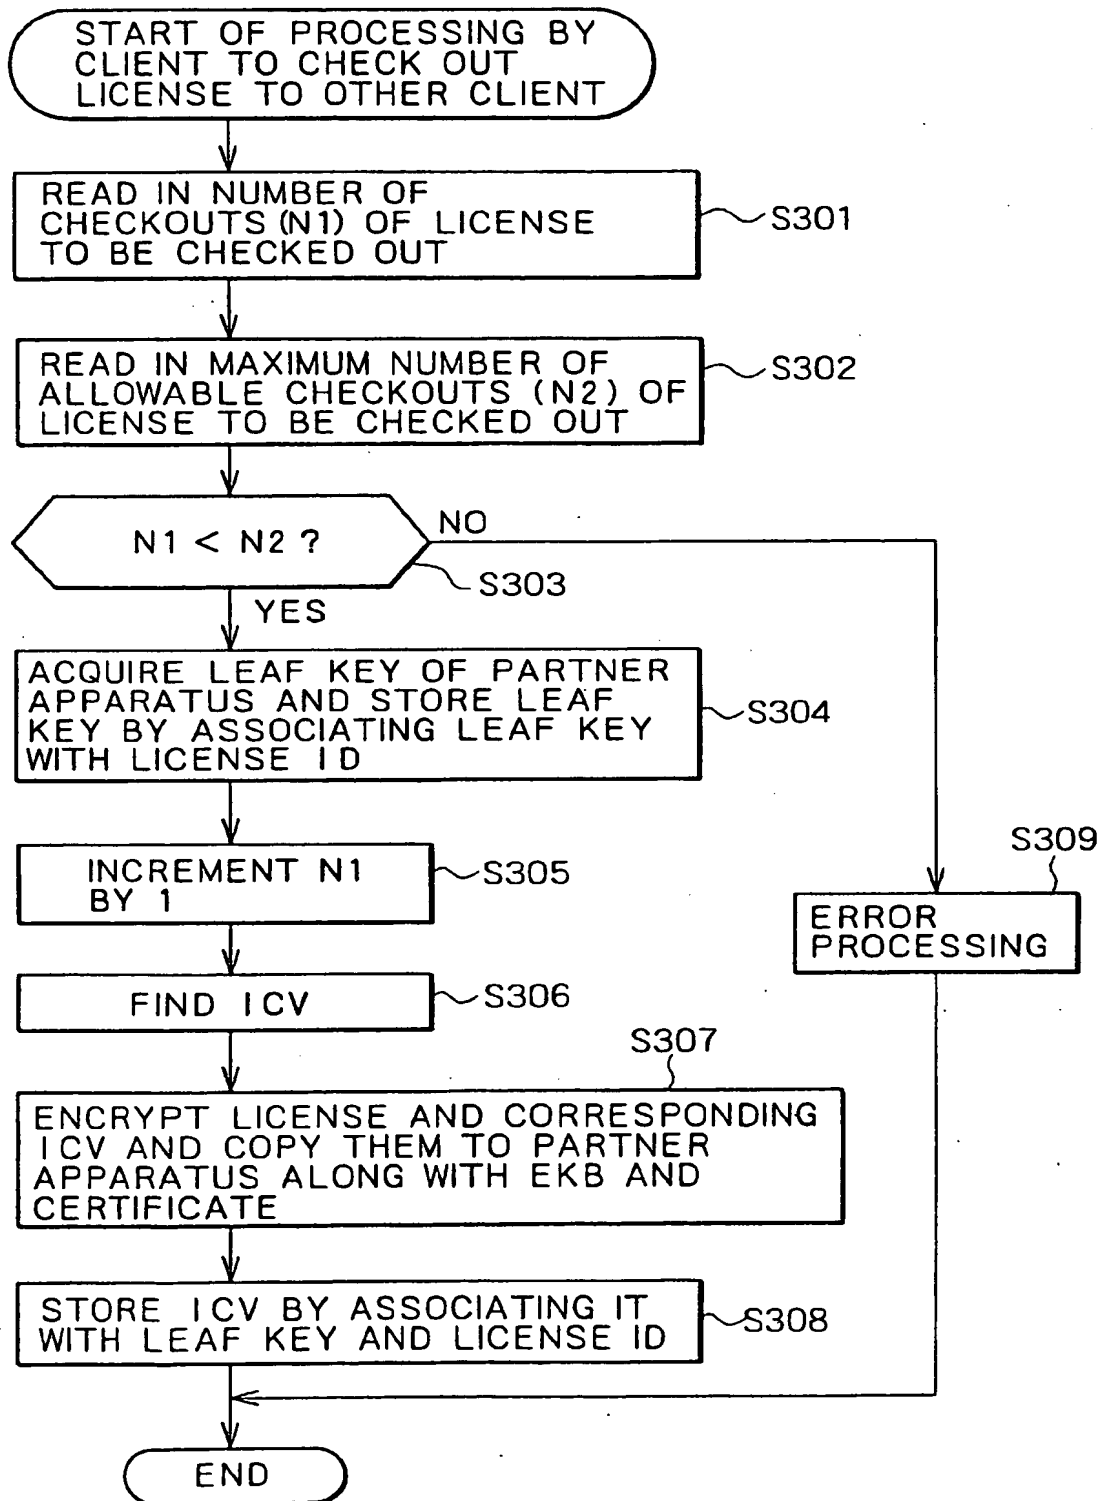 START OF PROCESSING BY
CLIENT TO CHECK OUT
LICENSE TO OTHER CLIENT
READ IN NUMBER OF
CHECKOUTS (N1) OF LICENSE
TO BE CHECKED OUT
S301
READ IN MAXIMUM NUMBER OF
ALLOWABLE CHECKOUTS (N2) OF
LICENSE TO BE CHECKED OUT
S302
N1 < N2 ?
NO
S303
YES
ACQUIRE LEAF KEY OF PARTNER
APPARATUS AND STORE LEAF
KEY BY ASSOCIATING LEAF KEY
WITH LICENSE ID
S304
INCREMENT N1
BY 1
S305
S309
ERROR
PROCESSING
FIND ICV
S306
S307
ENCRYPT LICENSE AND CORRESPONDING
ICV AND COPY THEM TO PARTNER
APPARATUS ALONG WITH EKB AND
CERTIFICATE
STORE ICV BY ASSOCIATING IT
WITH LEAF KEY AND LICENSE ID
S308
END